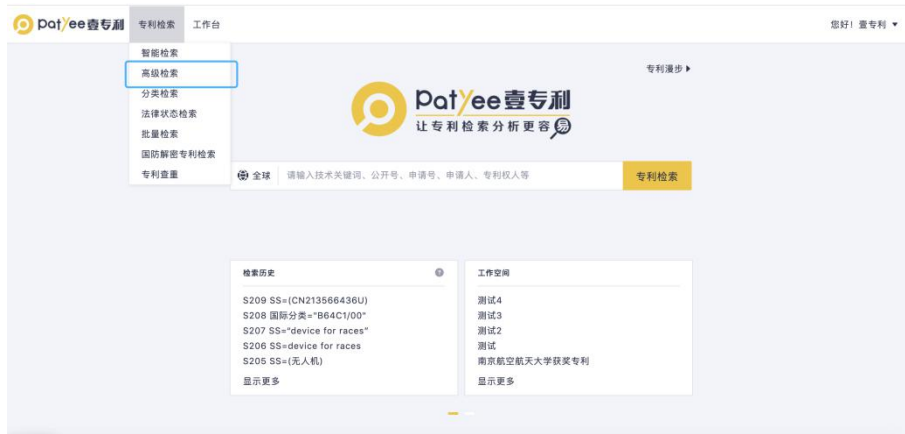 Patyee壹专利 专利检索 工作台 您好！壹专利 ▼
智能检索
高级检索
分类检索
法律状态检索
批量检索
国防解密专利检索
专利查重
专利漫步 ▶
Patyee壹专利
让专利检索分析更容易
全球 请输入技术关键词、公开号、申请号、申请人、专利权人等 专利检索
检索历史 ?
S209 SS=(CN213566436U)
S208 国际分类="B64C1/00"
S207 SS="device for races"
S206 SS=device for races
S205 SS=(无人机)
显示更多
工作空间
测试4
测试3
测试2
测试
南京航空航天大学获奖专利
显示更多